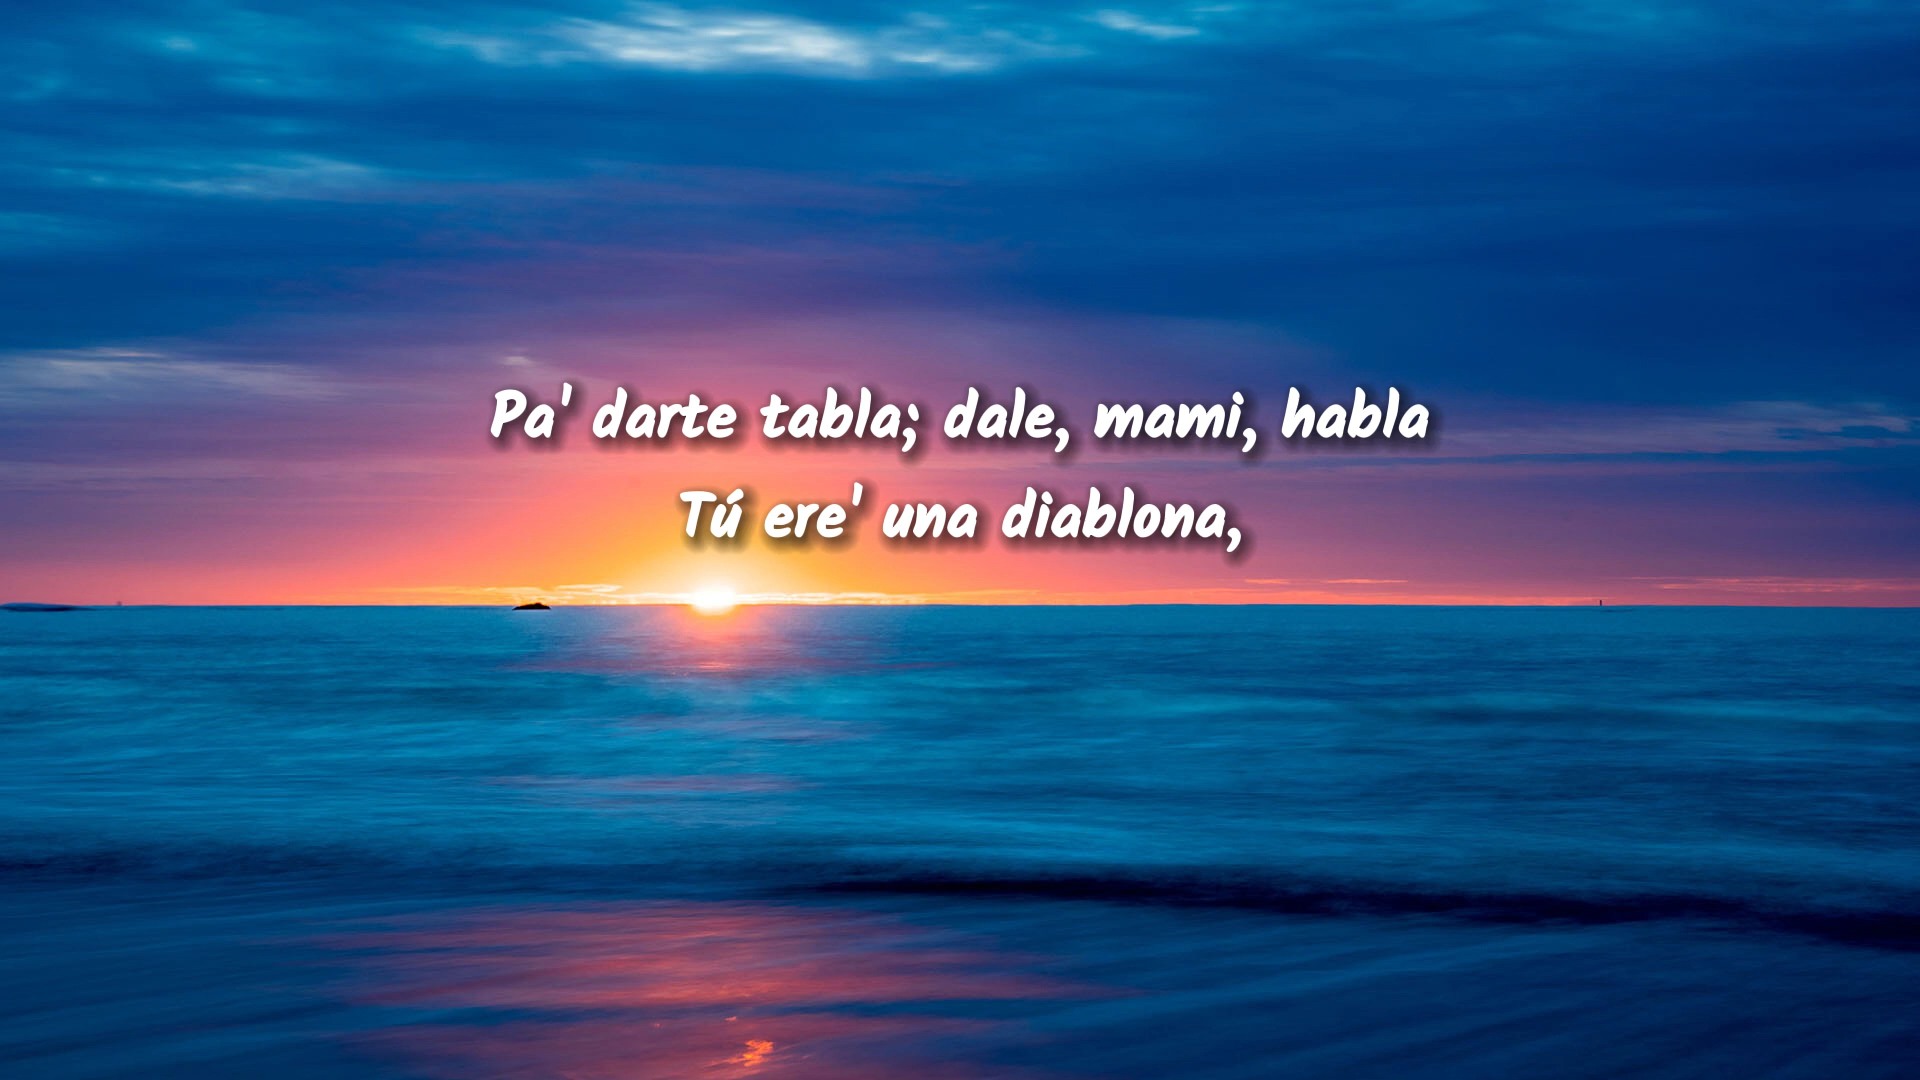 Pa' darte tabla; dale, mami, habla
Tú ere' una diablona,